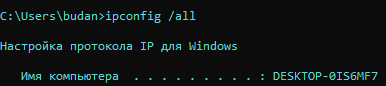 C:\Users\budan>ipconfig /all
Настройка протокола IP для Windows
Имя компьютера . . . . . . . . . : DESKTOP-0IS6MF7